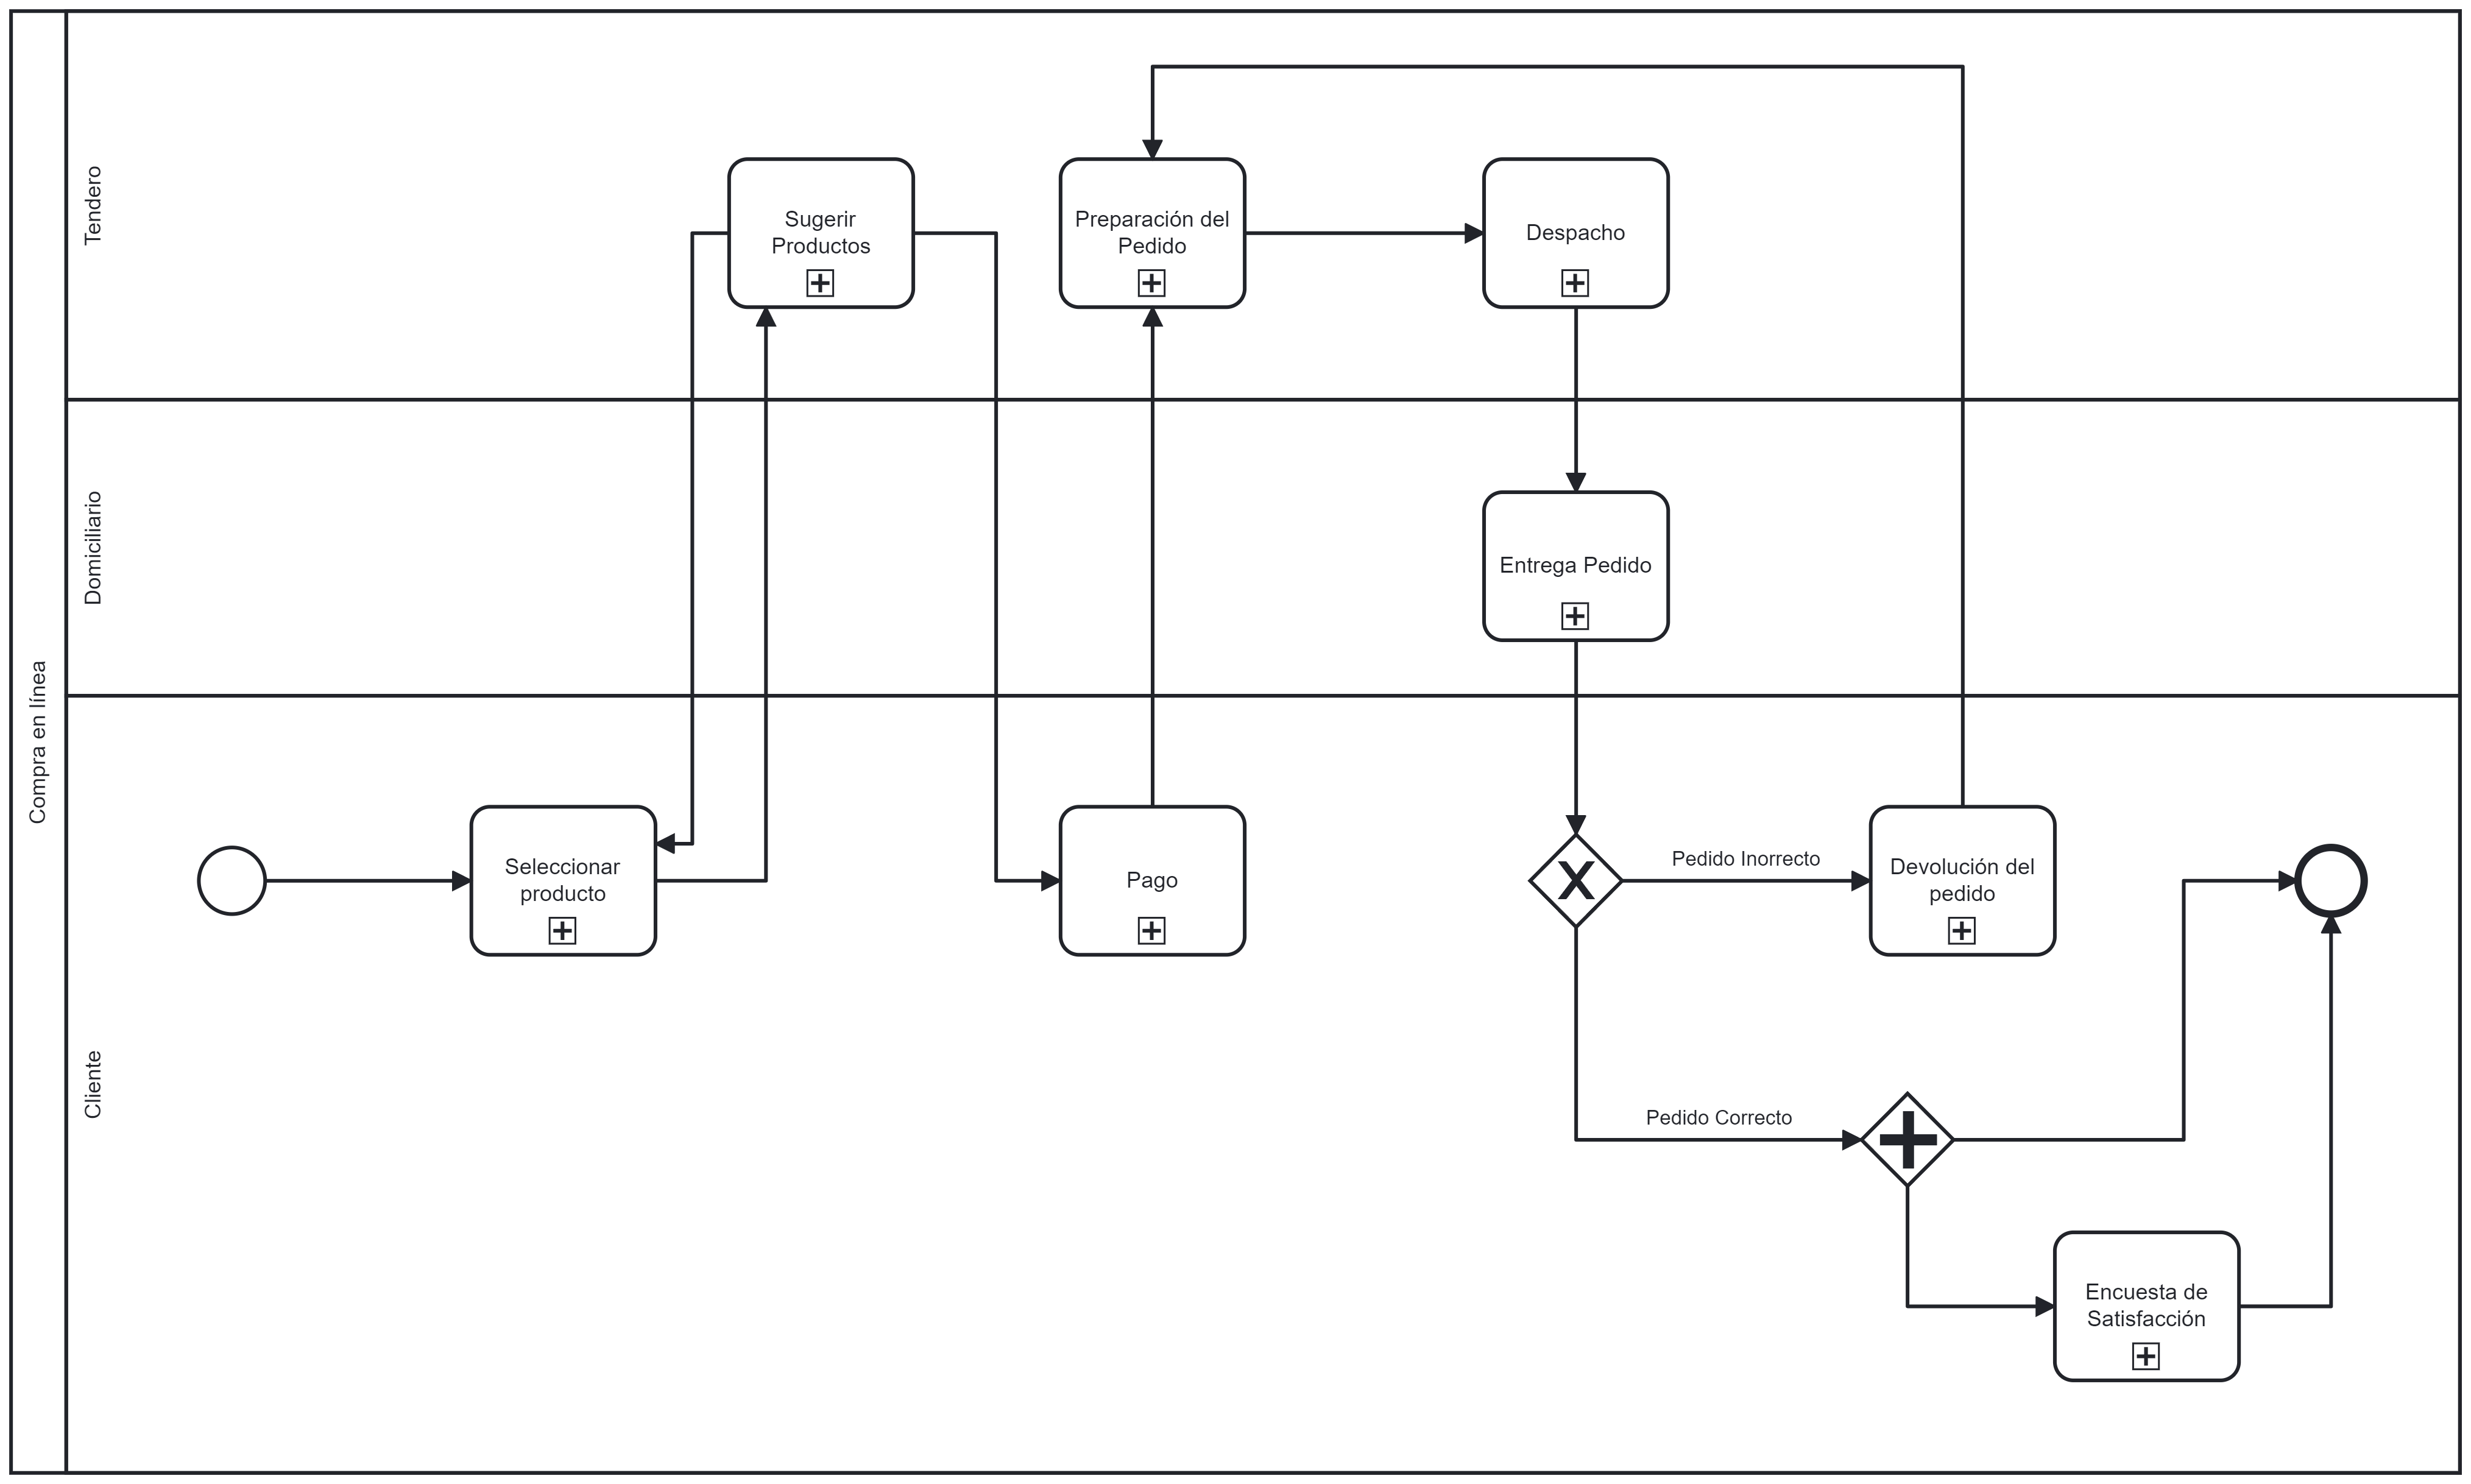 Compra en línea
Tendero
Sugerir
Productos
Preparación del
Pedido
Despacho
Domiciliario
Entrega Pedido
Cliente
Seleccionar
producto
Pago
X
Pedido Inorrecto
Devolución del
pedido
Pedido Correcto
Encuesta de
Satisfacción